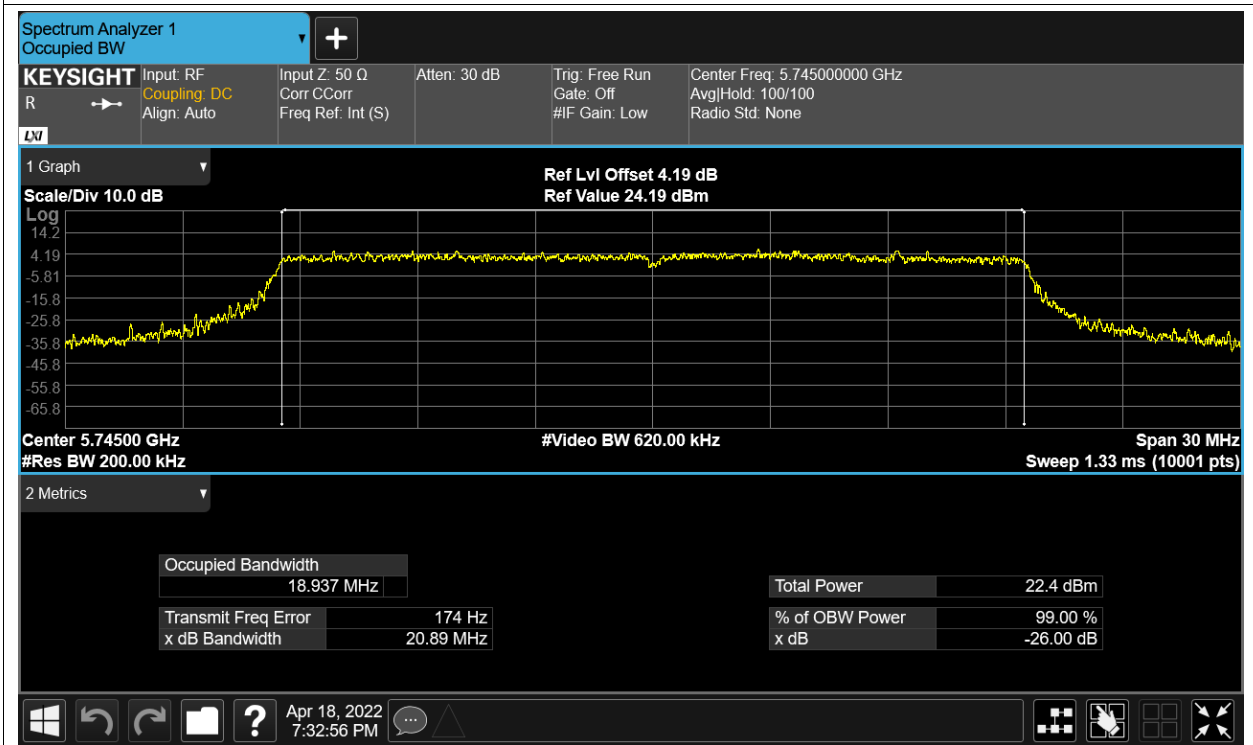 Spectrum Analyzer 1
Occupied BW
KEYSIGHT
R
LXI
Input: RF
Coupling: DC
Align: Auto
Input Z: 50 Ω
Corr CCorr
Freq Ref: Int (S)
Atten: 30 dB
Trig: Free Run
Gate: Off
#IF Gain: Low
Center Freq: 5.745000000 GHz
Avg|Hold: 100/100
Radio Std: None
1 Graph
Scale/Div 10.0 dB
Ref Lvl Offset 4.19 dB
Ref Value 24.19 dBm
Log
14.2
4.19
-5.81
-15.8
-25.8
-35.8
-45.8
-55.8
-65.8
Center 5.74500 GHz
#Video BW 620.00 kHz
Span 30 MHz
#Res BW 200.00 kHz
Sweep 1.33 ms (10001 pts)
2 Metrics
Occupied Bandwidth
18.937 MHz
Total Power 22.4 dBm
Transmit Freq Error 174 Hz
% of OBW Power 99.00 %
x dB Bandwidth 20.89 MHz
x dB -26.00 dB
?
Apr 18, 2022
7:32:56 PM